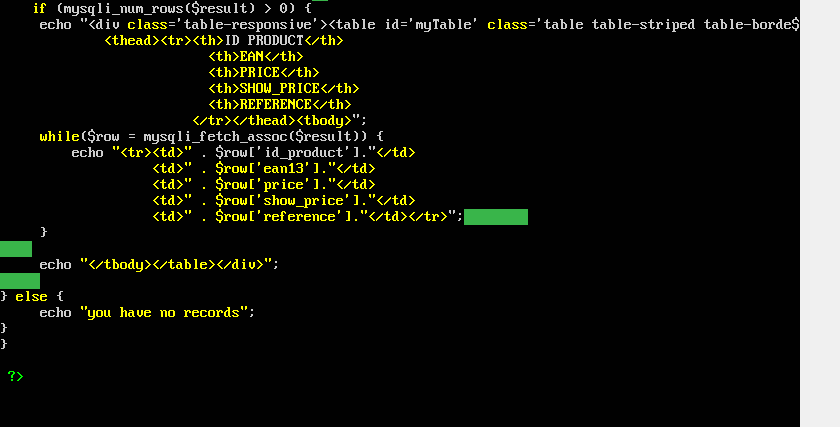 if (mysqli_num_rows($result) > 0) {
echo "<div class='table-responsive'><table id='myTable' class='table table-striped table-borde$
<thead><tr><th>ID PRODUCT</th>
<th>EAN</th>
<th>PRICE</th>
<th>SHOW_PRICE</th>
<th>REFERENCE</th>
</tr></thead><tbody>";
while($row = mysqli_fetch_assoc($result)) {
echo "<tr><td>" . $row['id_product']."</td>
<td>" . $row['ean13']."</td>
<td>" . $row['price']."</td>
<td>" . $row['show_price']."</td>
<td>" . $row['reference']."</td></tr>";
}
echo "</tbody></table></div>";
} else {
echo "you have no records";
}
}
?>